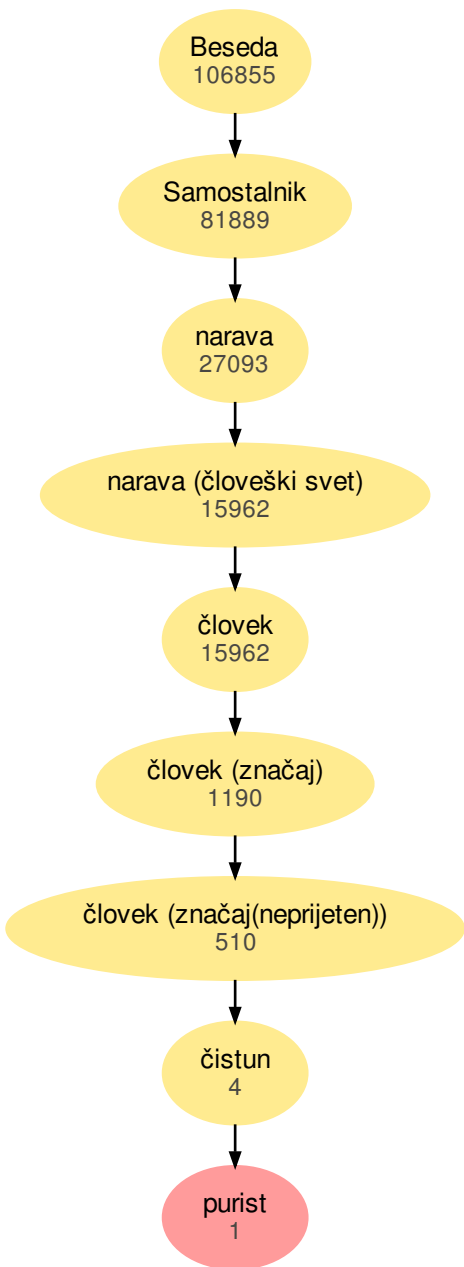 Beseda
106855
Samostalnik
81889
narava
27093
narava (človeški svet)
15962
človek
15962
človek (značaj)
1190
človek (značaj(neprijeten))
510
čistun
4
purist
1